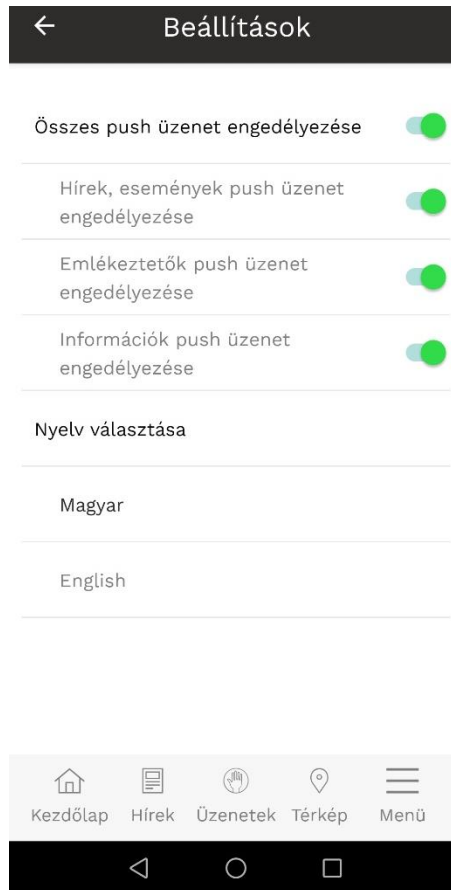 Beállítások
Összes push üzenet engedélyezése
Hírek, események push üzenet
engedélyezése
Emlékeztetők push üzenet
engedélyezése
Információk push üzenet
engedélyezése
Nyelv választása
Magyar
English
Kezdőlap Hírek Üzenetek Térkép Menü